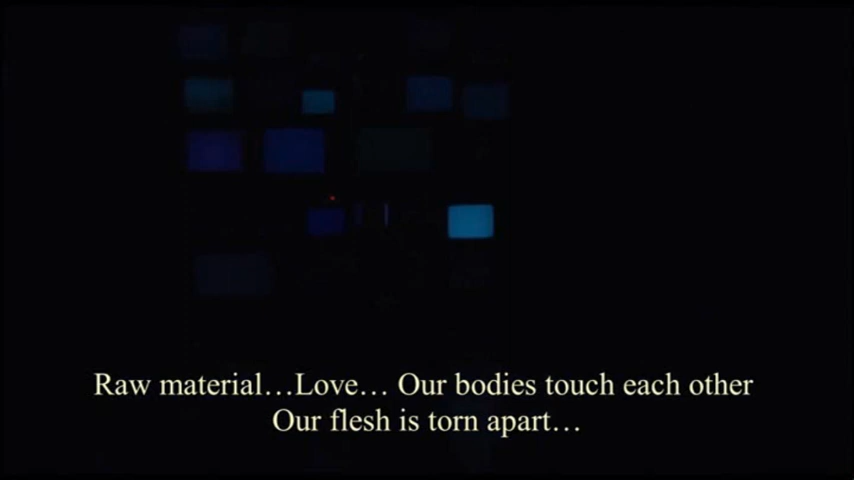 Raw material…Love… Our bodies touch each other
Our flesh is torn apart…